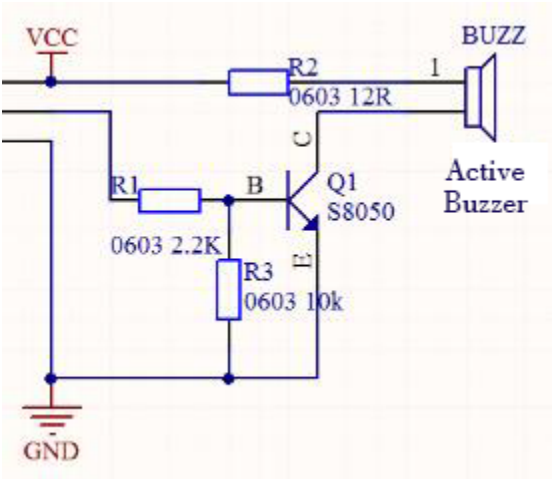 VCC
BUZZ
R2
1
0603 12R
C
Active
Buzzer
R1
B
Q1
S8050
0603 2.2K
E
R3
0603 10k
GND